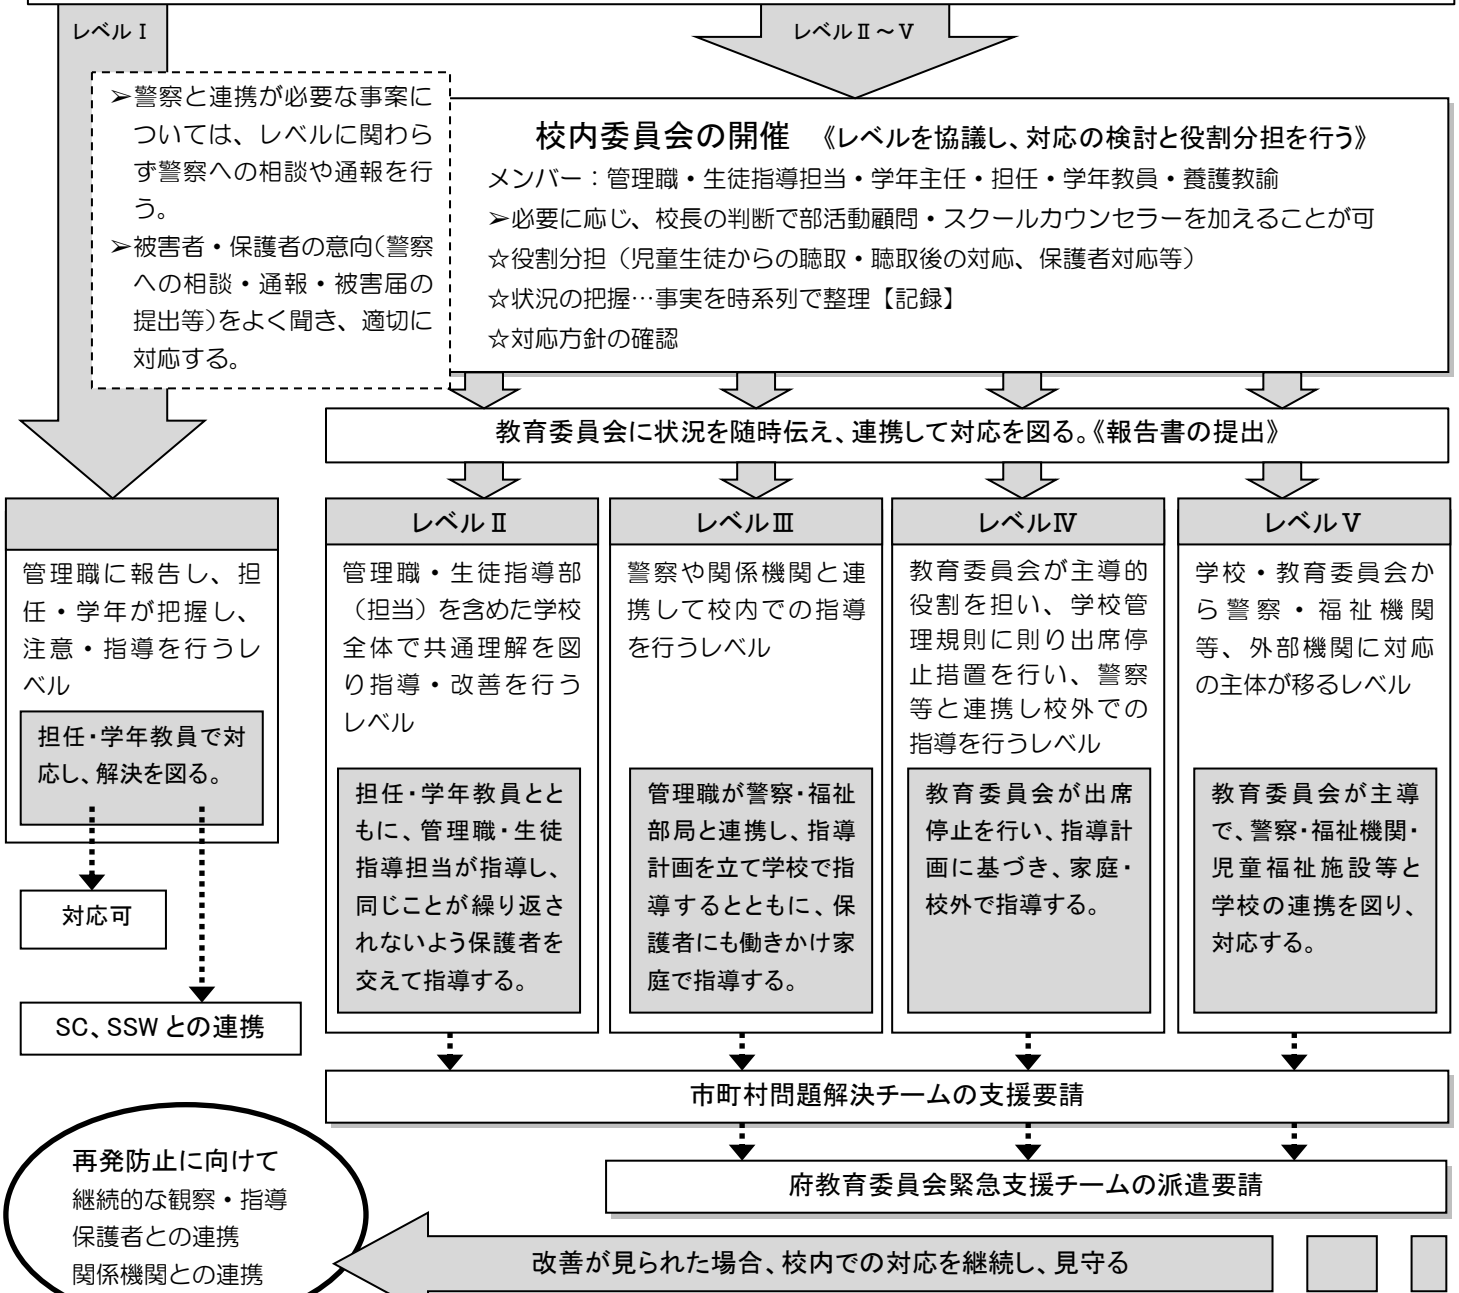 レベルⅠ
レベルⅡ～Ⅴ
➢警察と連携が必要な事案に
ついては、レベルに関わら
ず警察への相談や通報を行
う。
➢被害者・保護者の意向(警察
への相談・通報・被害届の
提出等)をよく聞き、適切に
対応する。
校内委員会の開催 《レベルを協議し、対応の検討と役割分担を行う》
メンバー：管理職・生徒指導担当・学年主任・担任・学年教員・養護教諭
➢必要に応じ、校長の判断で部活動顧問・スクールカウンセラーを加えることが可
☆役割分担（児童生徒からの聴取・聴取後の対応、保護者対応等）
☆状況の把握…事実を時系列で整理【記録】
☆対応方針の確認
教育委員会に状況を随時伝え、連携して対応を図る。《報告書の提出》
管理職に報告し、担
任・学年が把握し、
注意・指導を行うレ
ベル
担任・学年教員で対
応し、解決を図る。
対応可
SC、SSWとの連携
レベルⅡ
管理職・生徒指導部
（担当）を含めた学校
全体で共通理解を図
り指導・改善を行う
レベル
担任・学年教員とと
もに、管理職・生徒
指導担当が指導し、
同じことが繰り返さ
れないよう保護者を
交えて指導する。
レベルⅢ
警察や関係機関と連
携して校内での指導
を行うレベル
管理職が警察・福祉
部局と連携し、指導
計画を立て学校で指
導するとともに、保
護者にも働きかけ家
庭で指導する。
レベルⅣ
教育委員会が主導的
役割を担い、学校管
理規則に則り出席停
止措置を行い、警察
等と連携し校外での
指導を行うレベル
教育委員会が出席
停止を行い、指導計
画に基づき、家庭・
校外で指導する。
レベルⅤ
学校・教育委員会か
ら警察・福祉機関
等、外部機関に対応
の主体が移るレベル
教育委員会が主導
で、警察・福祉機関・
児童福祉施設等と
学校の連携を図り、
対応する。
市町村問題解決チームの支援要請
府教育委員会緊急支援チームの派遣要請
再発防止に向けて
継続的な観察・指導
保護者との連携
関係機関との連携
改善が見られた場合、校内での対応を継続し、見守る